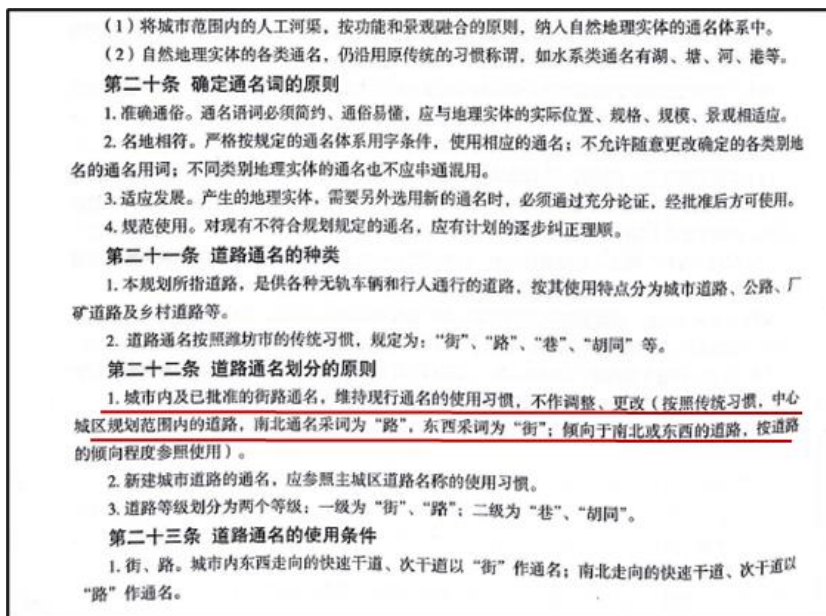 （1）将城市范围内的人工河渠，按功能和景观融合的原则，纳入自然地理实体的通名体系中。
（2）自然地理实体的各类通名，仍沿用原传统的习惯称谓，如水系类通名有湖、塘、河、港等。
第二十条 确定通名词的原则
1. 准确通俗。通名语词必须简约、通俗易懂，应与地理实体的实际位置、规格、规模、景观相适应。
2. 名地相符。严格按规定的通名体系用字条件，使用相应的通名；不允许随意更改确定的各类别地
名的通名用词；不同类别地理实体的通名也不应串通混用。
3. 适应发展。产生的地理实体，需要另外选用新的通名时，必须通过充分论证，经批准后方可使用。
4. 规范使用。对现有不符合规划规定的通名，应有计划的逐步纠正理顺。
第二十一条 道路通名的种类
1. 本规划所指道路，是供各种无轨车辆和行人通行的道路，按其使用特点分为城市道路、公路、厂
矿道路及乡村道路等。
2. 道路通名按照潍坊市的传统习惯，规定为：“街”、“路”、“巷”、“胡同”等。
第二十二条 道路通名划分的原则
1. 城市内及已批准的街路通名，维持现行通名的使用习惯，不作调整、更改（按照传统习惯，中心
城区规划范围内的道路，南北通名采词为“路”，东西采词为“街”；倾向于南北或东西的道路，按道路
的倾向程度参照使用）。
2. 新建城市道路的通名，应参照主城区道路名称的使用习惯。
3. 道路等级划分为两个等级：一级为“街”、“路”；二级为“巷”、“胡同”。
第二十三条 道路通名的使用条件
1. 街、路。城市内东西走向的快速干道、次干道以“街”作通名；南北走向的快速干道、次干道以
“路”作通名。